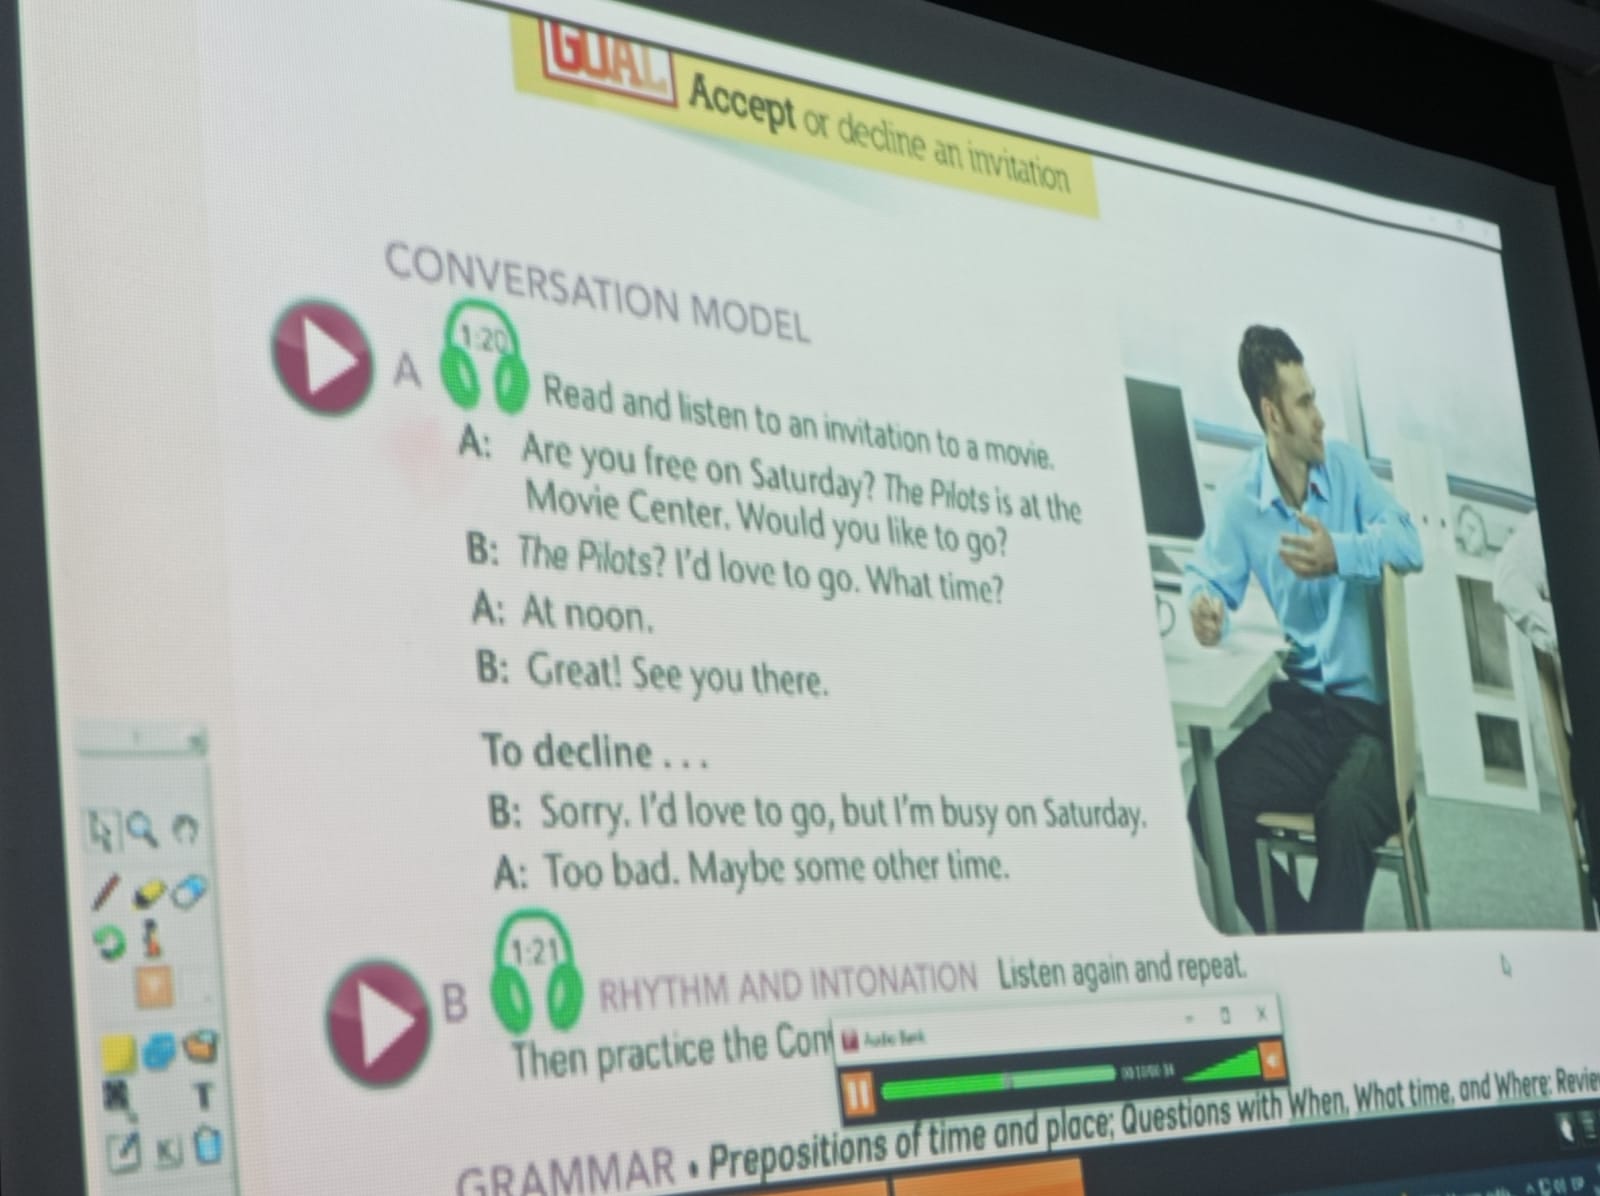 GOAL Accept or decline an invitation
CONVERSATION MODEL
A 1:20 Read and listen to an invitation to a movie.
A: Are you free on Saturday? The Pilots is at the
Movie Center. Would you like to go?
B: The Pilots? I'd love to go. What time?
A: At noon.
B: Great! See you there.
To decline . . .
B: Sorry. I'd love to go, but I'm busy on Saturday.
A: Too bad. Maybe some other time.
B 1:21 RHYTHM AND INTONATION Listen again and repeat.
Then practice the
Audio Bank
T
GRAMMAR • Prepositions of time and place; Questions with When, What time, and Where: